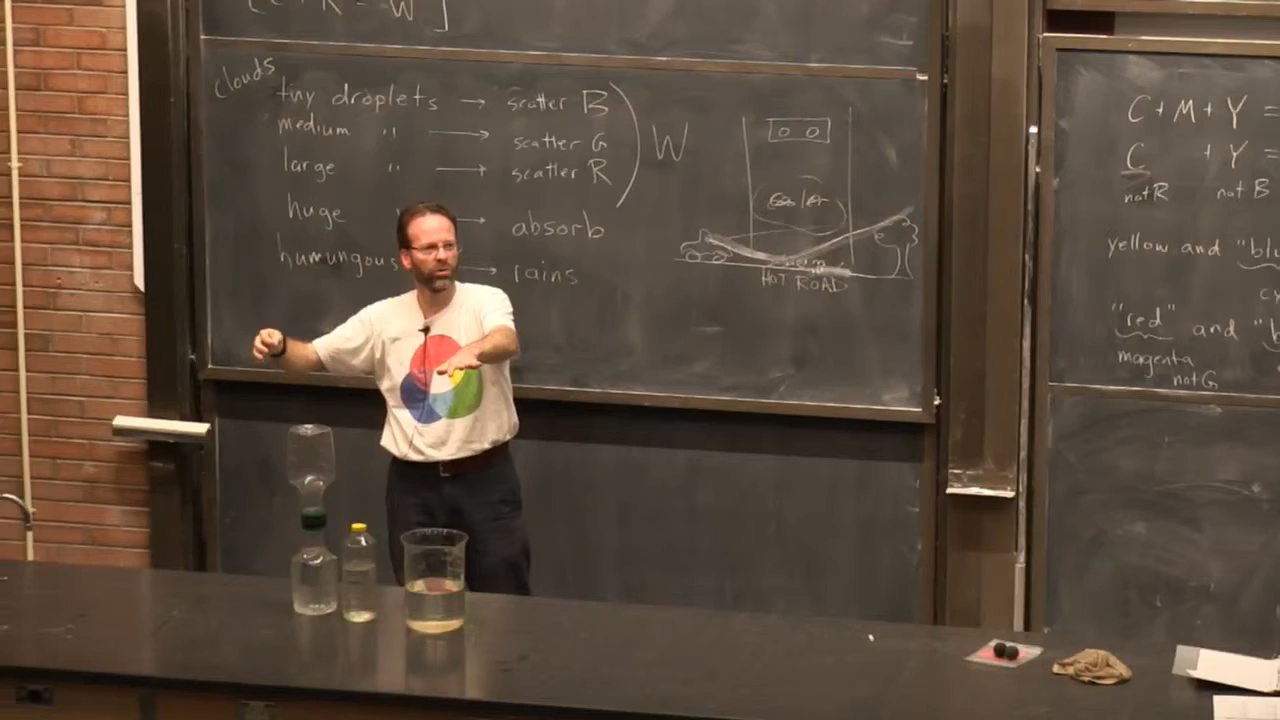 clouds
tiny droplets → scatter B
medium " → scatter G
large " → scatter R
W
huge → absorb
humungous → rains
HOT ROAD
C + M + Y =
C + Y =
not R not B
yellow and
"red" and
magenta
not G